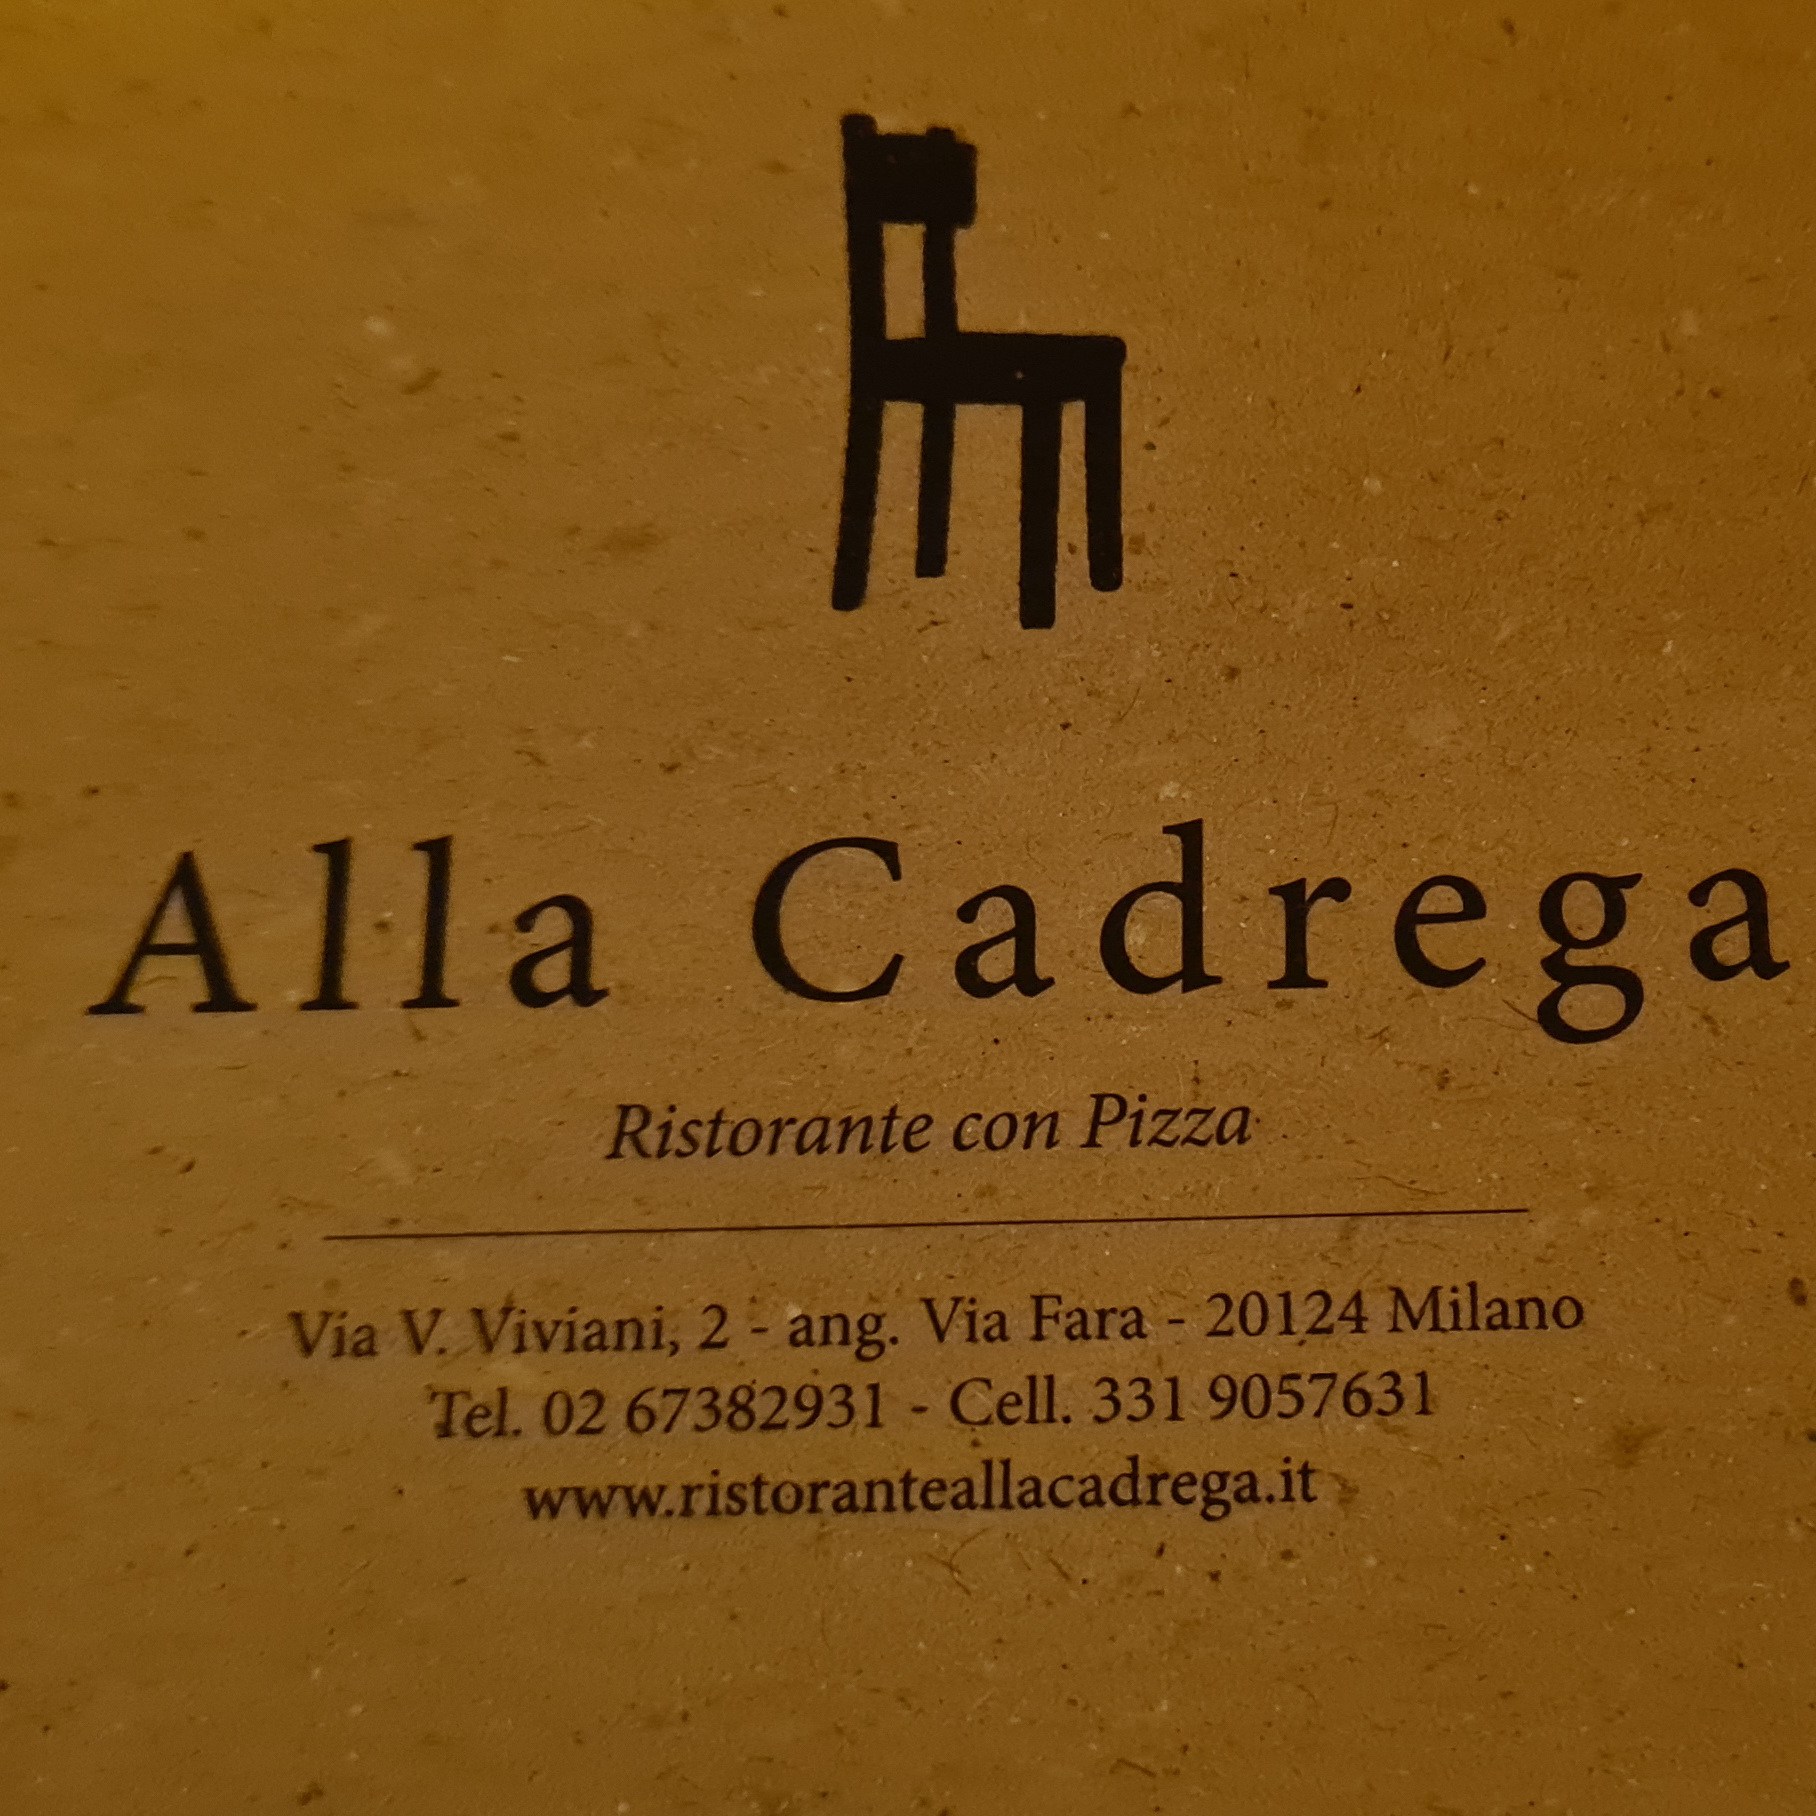 Alla Cadrega
Ristorante con Pizza
Via V. Viviani, 2 - ang. Via Fara - 20124 Milano
Tel. 02 67382931 - Cell. 331 9057631
www.ristoranteallacadrega.it